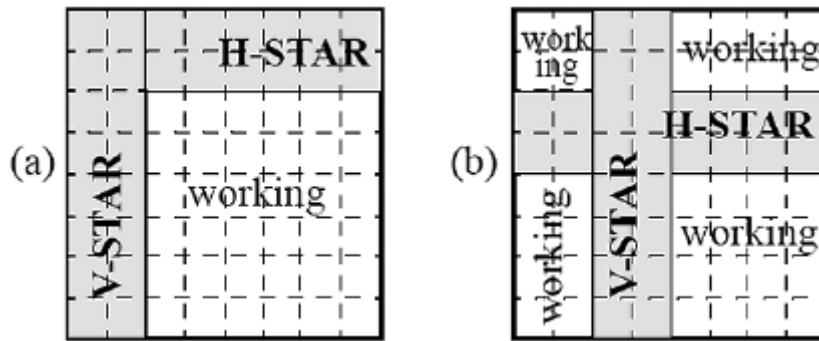 H-STAR
(a)
working
V-STAR
work
ing
working
H-STAR
(b)
working
V-STAR
working